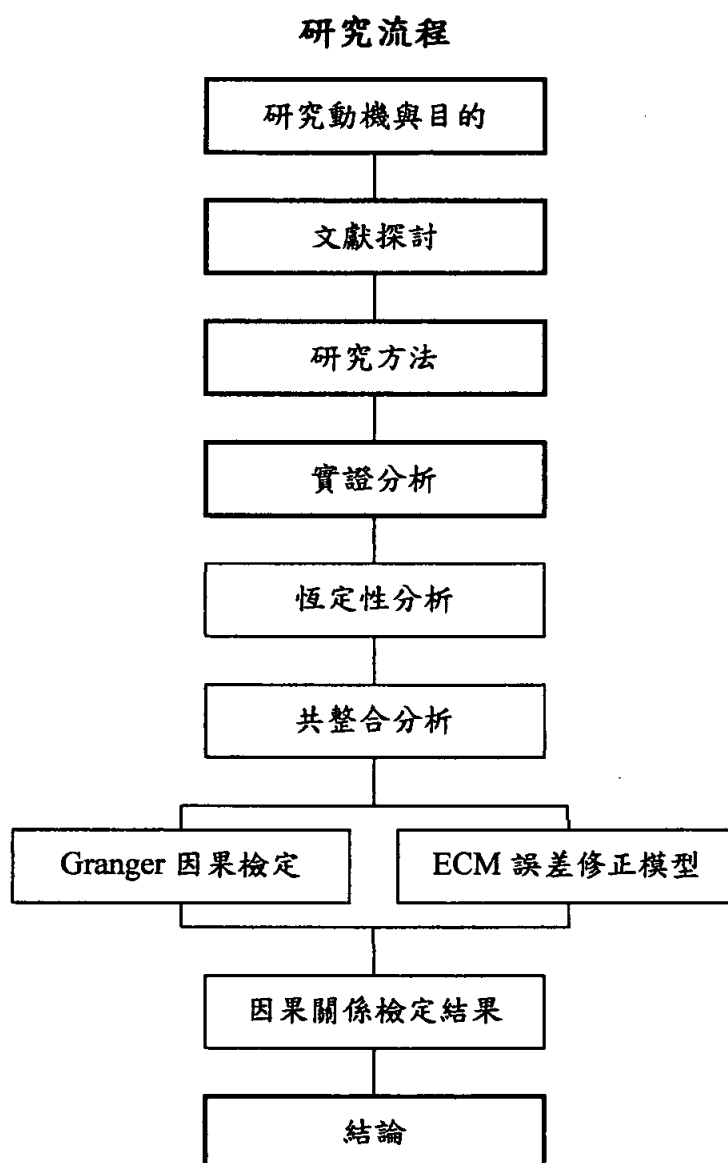 研究流程
研究動機與目的
文獻探討
研究方法
實證分析
恆定性分析
共整合分析
Granger 因果檢定
ECM 誤差修正模型
因果關係檢定結果
結論